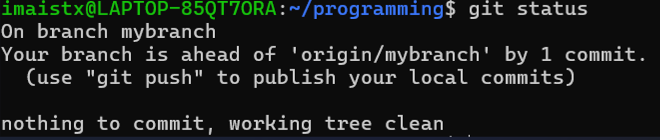 imaistx@LAPTOP-85QT7ORA:~/programming$ git status
On branch mybranch
Your branch is ahead of 'origin/mybranch' by 1 commit.
  (use "git push" to publish your local commits)

nothing to commit, working tree clean